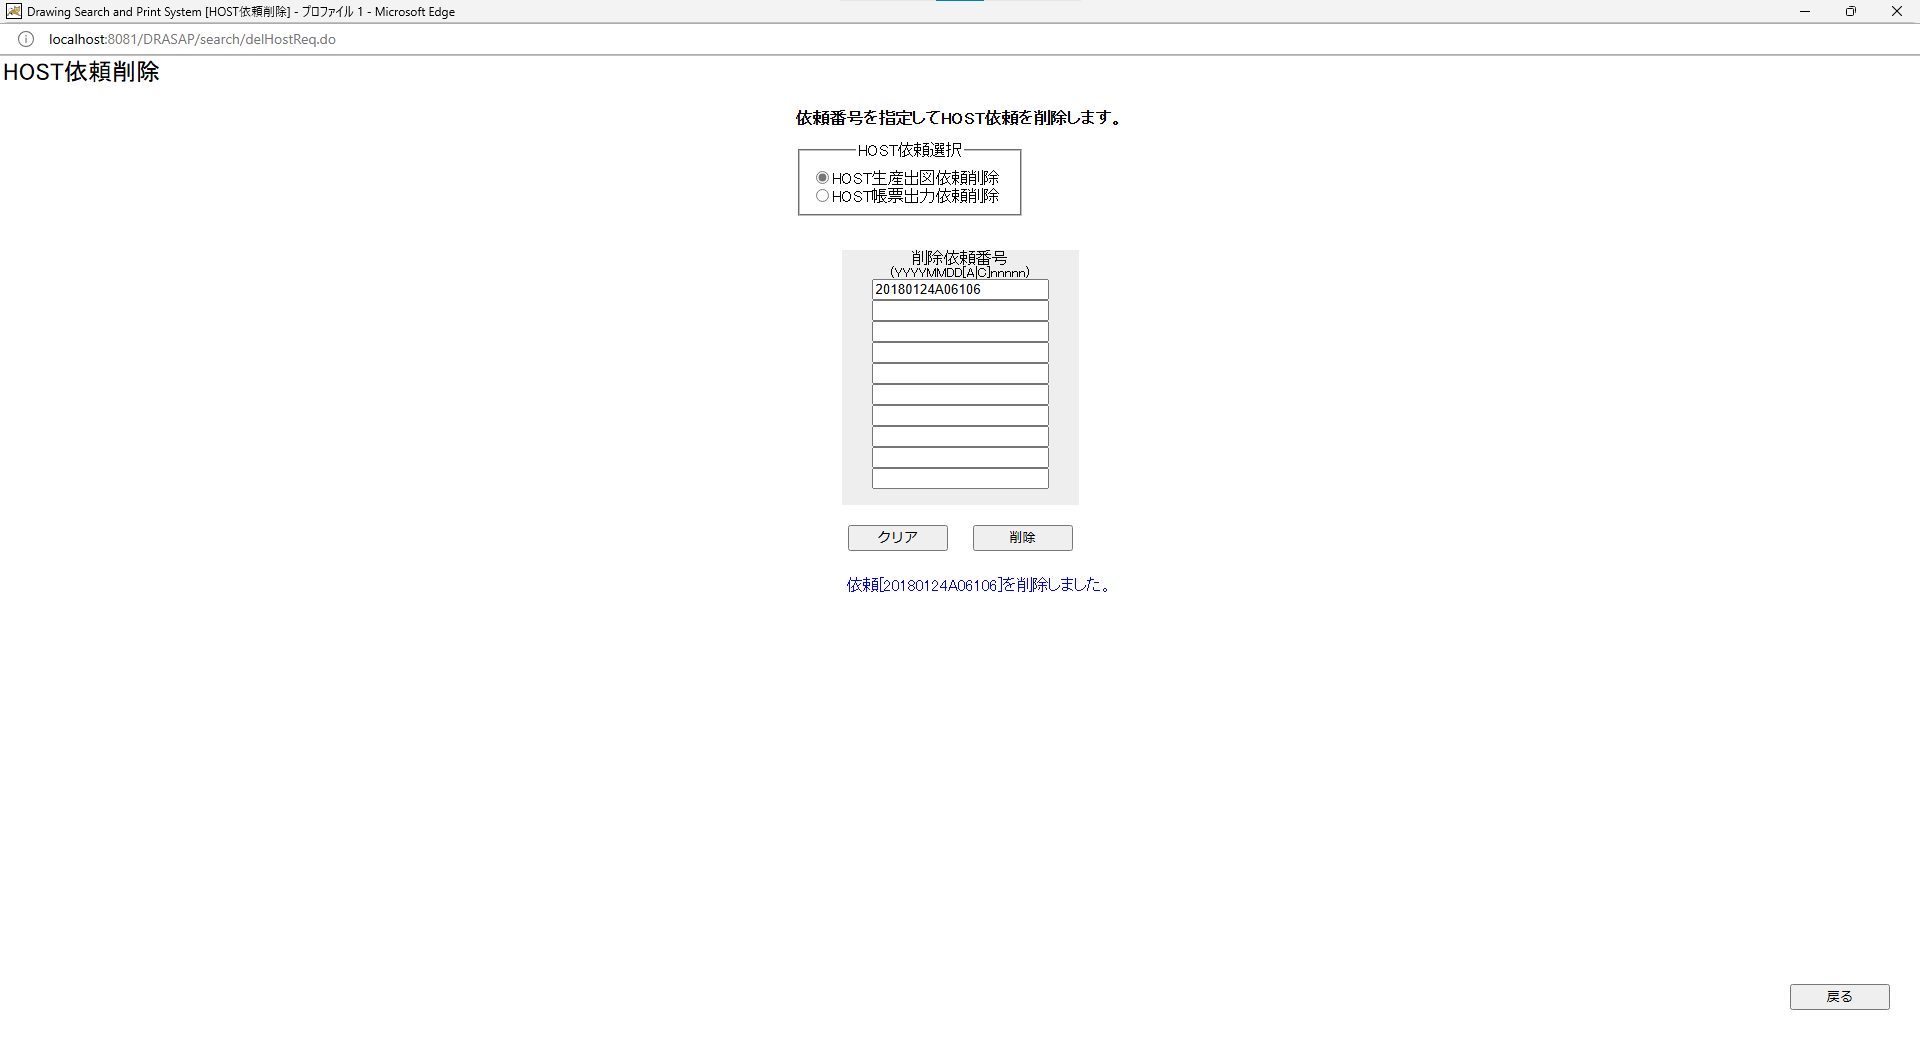 Drawing Search and Print System [HOST依頼削除] - プロファイル 1 - Microsoft Edge
localhost:8081/DRASAP/search/delHostReq.do
HOST依頼削除
依頼番号を指定してHOST依頼を削除します。
HOST依頼選択
HOST生産出図依頼削除
HOST帳票出力依頼削除
削除依頼番号
(YYYYMMDD[A|C]nnnnn)
20180124A06106
クリア 削除
依頼[20180124A06106]を削除しました。
戻る